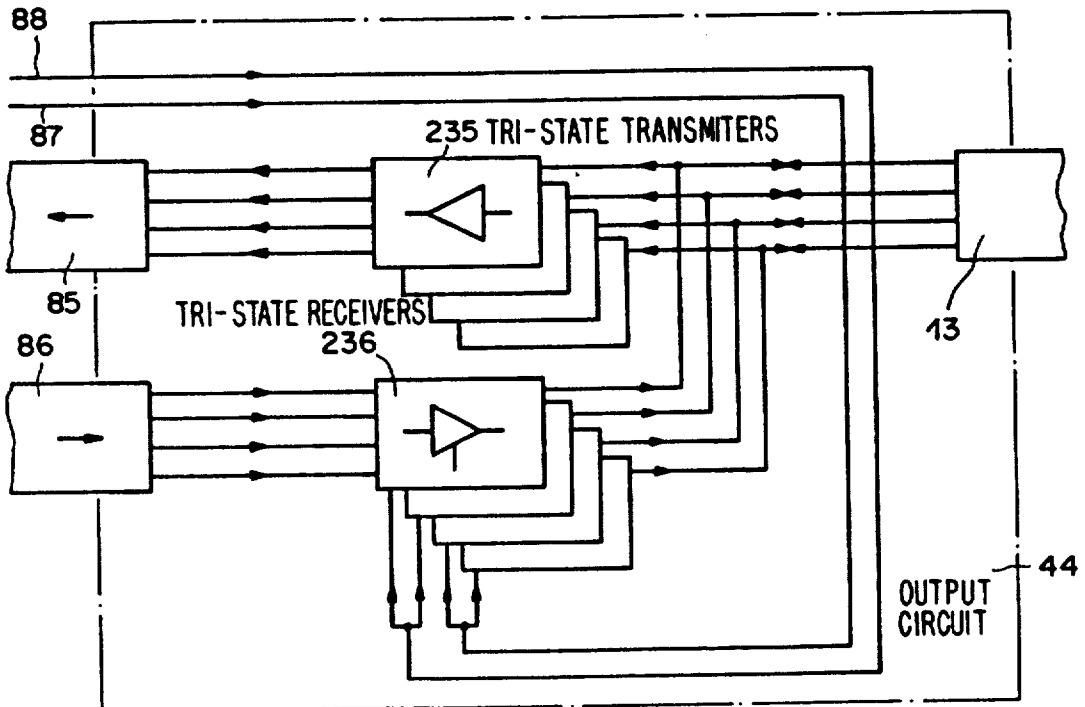 88
87
235 TRI-STATE TRANSMITERS
85
13
TRI-STATE RECEIVERS
236
86
44
OUTPUT
CIRCUIT